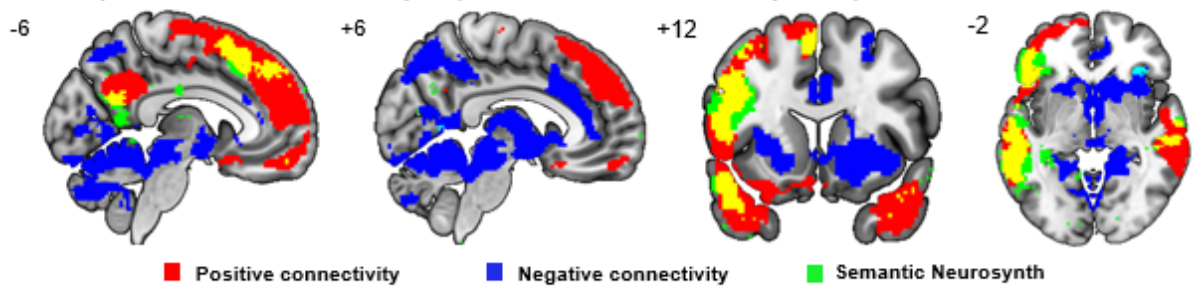 -6
+6
+12
-2
Positive connectivity
Negative connectivity
Semantic Neurosynth